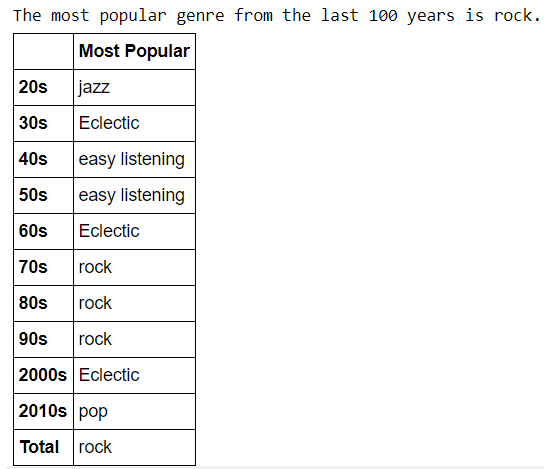 The most popular genre from the last 100 years is rock.
Most Popular
20s jazz
30s Eclectic
40s easy listening
50s easy listening
60s Eclectic
70s rock
80s rock
90s rock
2000s Eclectic
2010s pop
Total rock